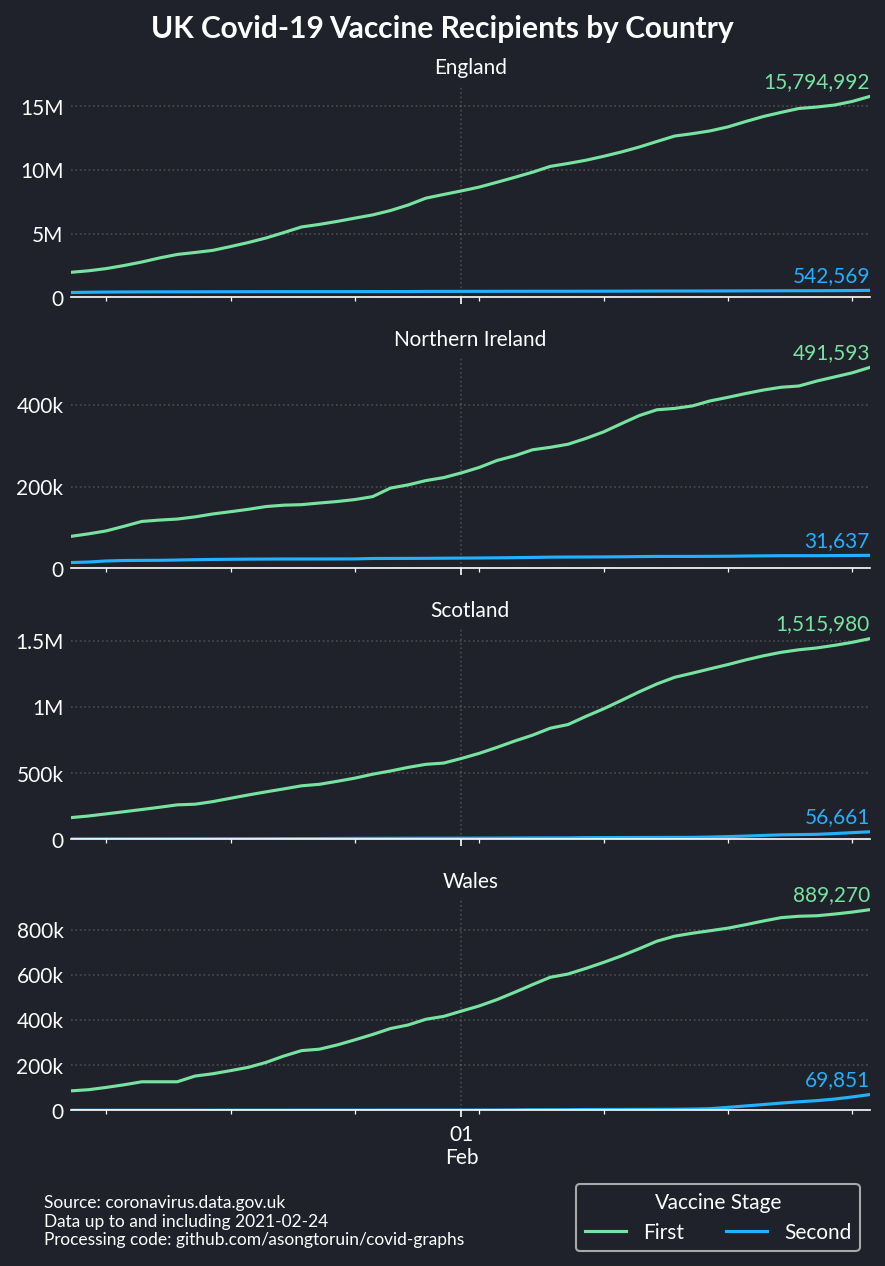 UK Covid-19 Vaccine Recipients by Country
England
15,794,992
15M
10M
5M
542,569
0
Northern Ireland
491,593
400k
200k
31,637
0
Scotland
1,515,980
1.5M
1M
500k
56,661
0
Wales
889,270
800k
600k
400k
200k
69,851
0
01
Feb
Source: coronavirus.data.gov.uk
Data up to and including 2021-02-24
Processing code: github.com/asongtoruin/covid-graphs
Vaccine Stage
First Second